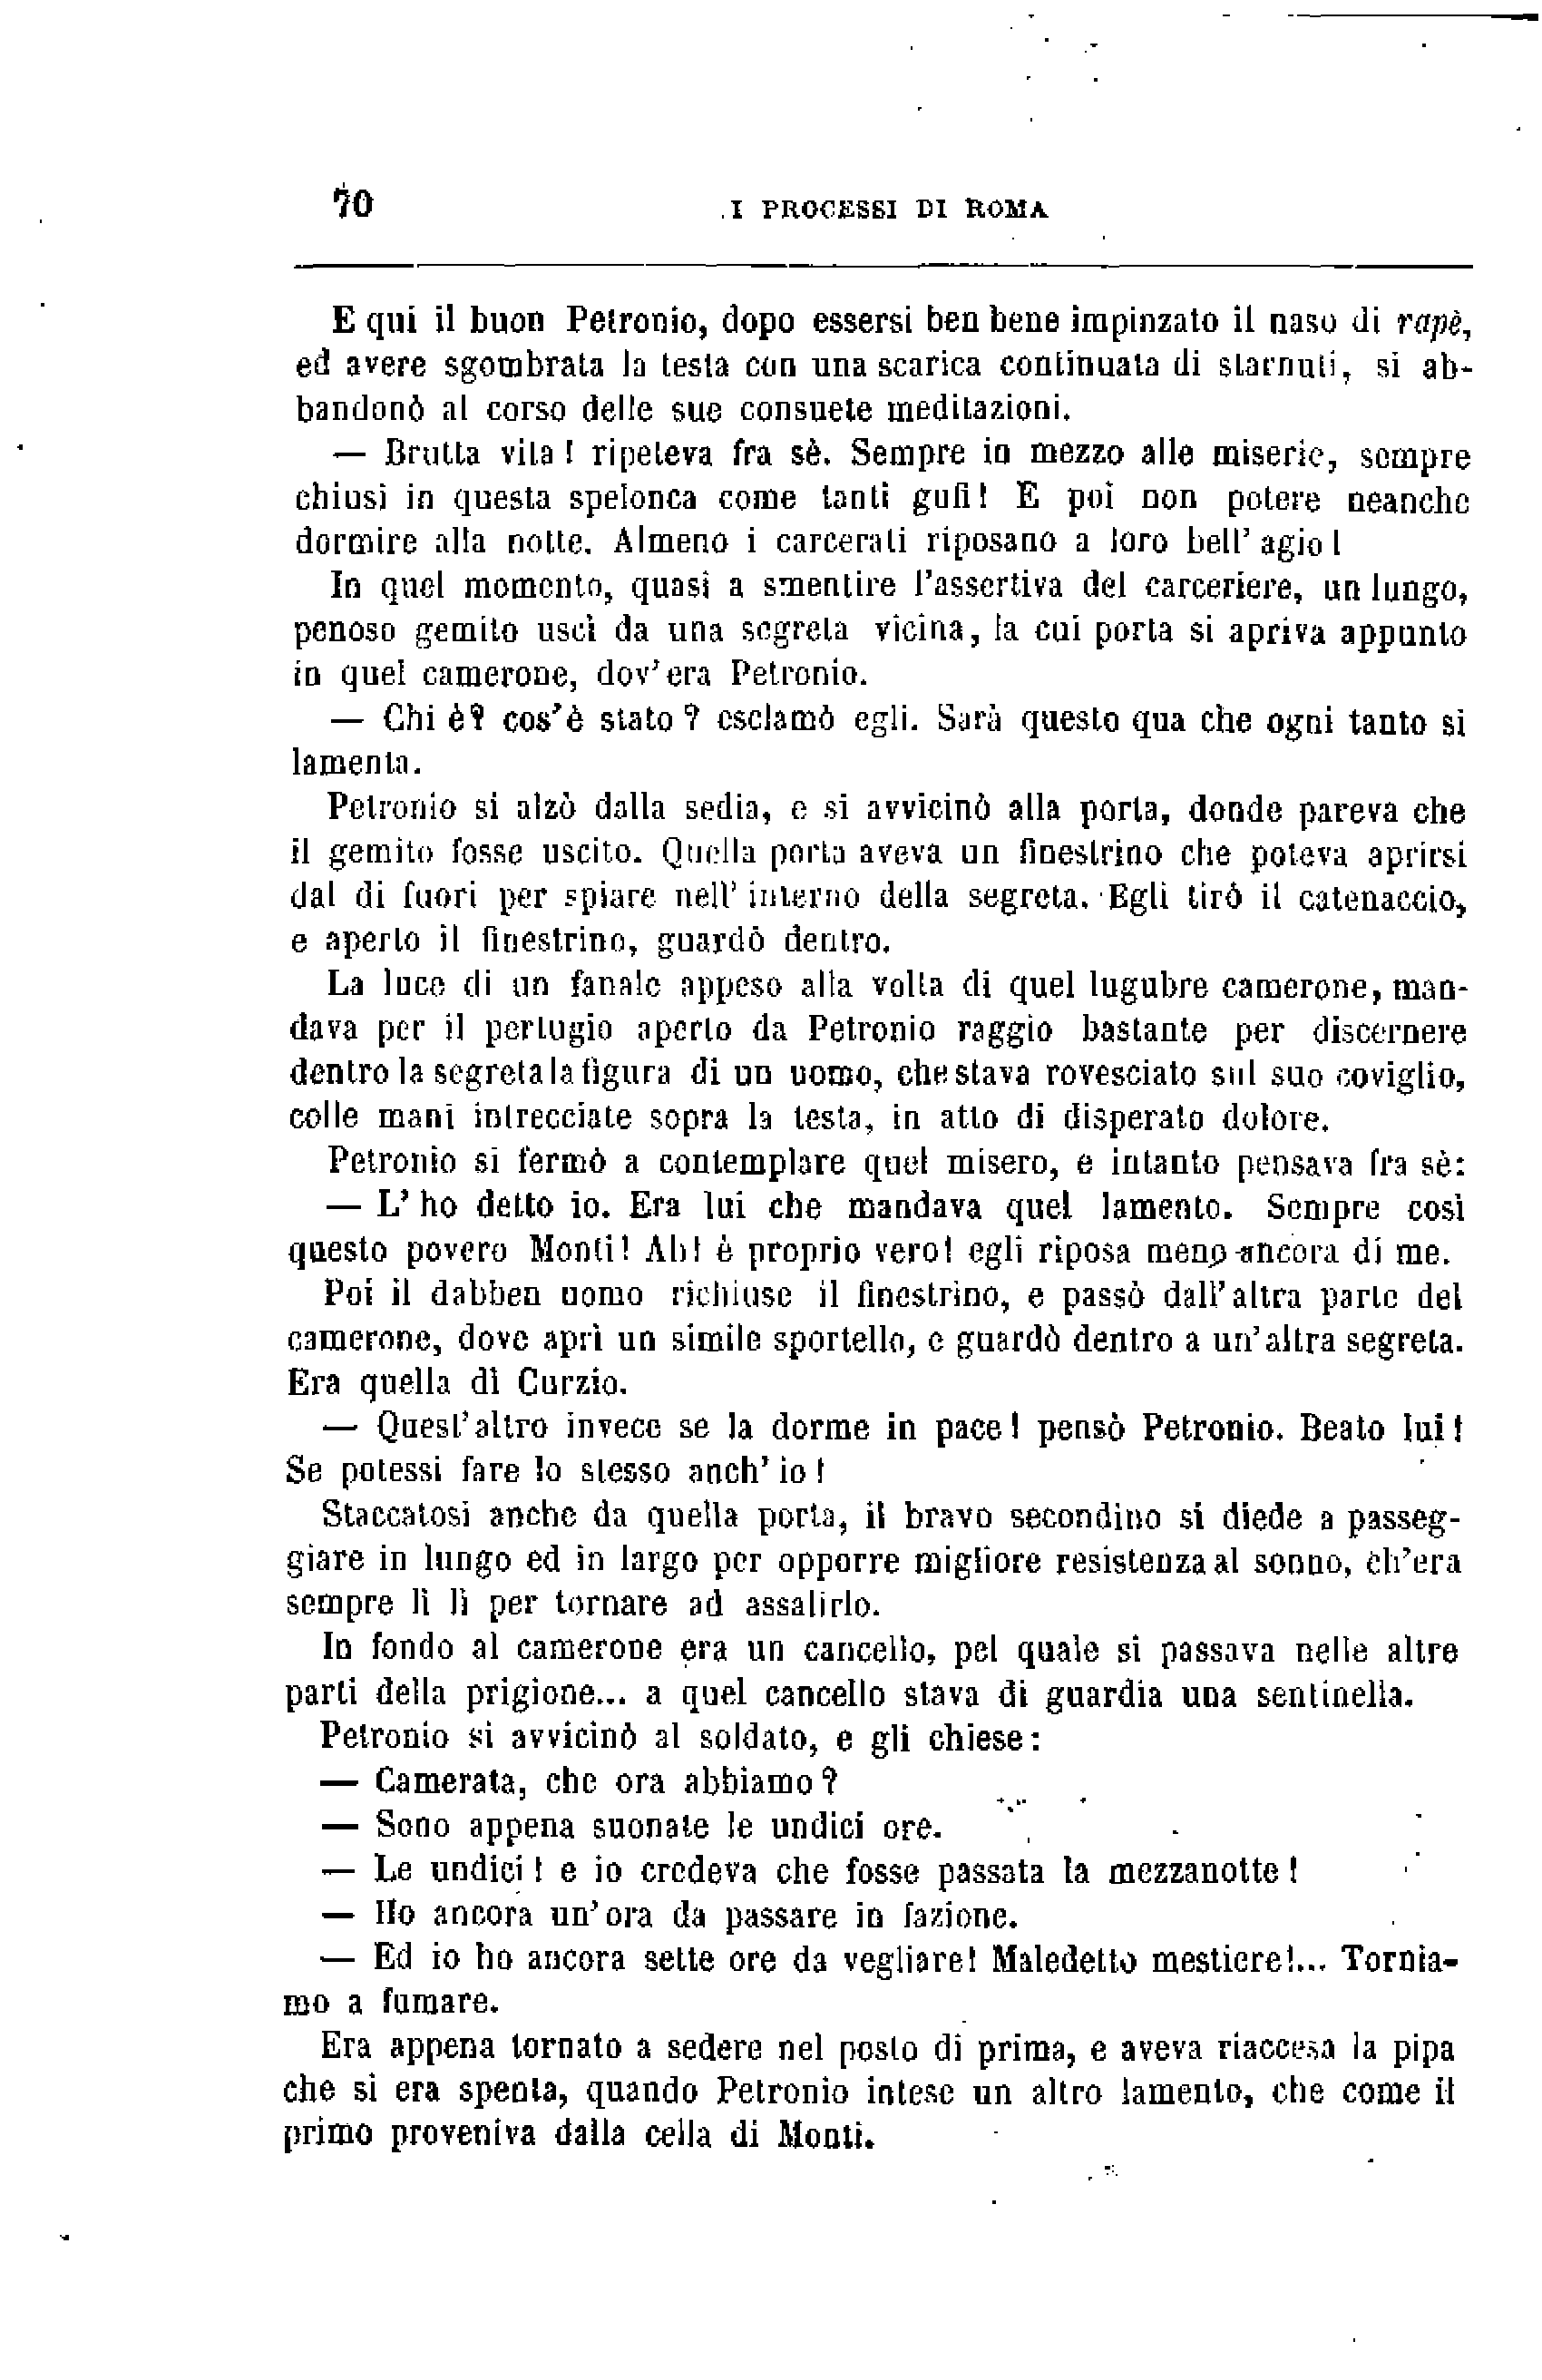 70 I PROCESSI DI ROMA
E qui il buon Petronio, dopo essersi ben bene impinzato il naso di rapè,
ed avere sgombrata la testa con una scarica continuata di starnuti, si ab-
bandonò al corso delle sue consuete meditazioni.
— Brutta vita! ripeteva fra sè. Sempre in mezzo alle miserie, sempre
chiusi in questa spelonca come tanti gufi! E poi non potere neanche
dormire alla notte. Almeno i carcerati riposano a loro bell' agio!
In quel momento, quasi a smentire l'assertiva del carceriere, un lungo,
penoso gemito uscì da una segreta vicina, la cui porta si apriva appunto
in quel camerone, dov'era Petronio.
— Chi è? cos'è stato? esclamò egli. Sarà questo qua che ogni tanto si
lamenta.
Petronio si alzò dalla sedia, e si avvicinò alla porta, donde pareva che
il gemito fosse uscito. Quella porta aveva un finestrino che poteva aprirsi
dal di fuori per spiare nell' interno della segreta. Egli tirò il catenaccio,
e aperto il finestrino, guardò dentro.
La luce di un fanale appeso alla volta di quel lugubre camerone, man-
dava per il pertugio aperto da Petronio raggio bastante per discernere
dentro la segreta la figura di un uomo, che stava rovesciato sul suo coviglio,
colle mani intrecciate sopra la testa, in atto di disperato dolore.
Petronio si fermò a contemplare quel misero, e intanto pensava fra sè:
— L' ho detto io. Era lui che mandava quel lamento. Sempre così
questo povero Monti! Ah! è proprio vero! egli riposa meno ancora di me.
Poi il dabben uomo richiuse il finestrino, e passò dall'altra parte del
camerone, dove aprì un simile sportello, e guardò dentro a un'altra segreta.
Era quella di Curzio.
— Quest'altro invece se la dorme in pace! pensò Petronio. Beato lui!
Se potessi fare lo stesso anch' io!
Staccatosi anche da quella porta, il bravo secondino si diede a passeg-
giare in lungo ed in largo per opporre migliore resistenza al sonno, ch'era
sempre lì lì per tornare ad assalirlo.
In fondo al camerone era un cancello, pel quale si passava nelle altre
parti della prigione... a quel cancello stava di guardia una sentinella.
Petronio si avvicinò al soldato, e gli chiese:
— Camerata, che ora abbiamo?
— Sono appena suonate le undici ore.
— Le undici! e io credeva che fosse passata la mezzanotte!
— Ho ancora un'ora da passare in fazione.
— Ed io ho ancora sette ore da vegliare! Maledetto mestiere!... Tornia-
mo a fumare.
Era appena tornato a sedere nel posto di prima, e aveva riaccesa la pipa
che si era spenta, quando Petronio intese un altro lamento, che come il
primo proveniva dalla cella di Monti.